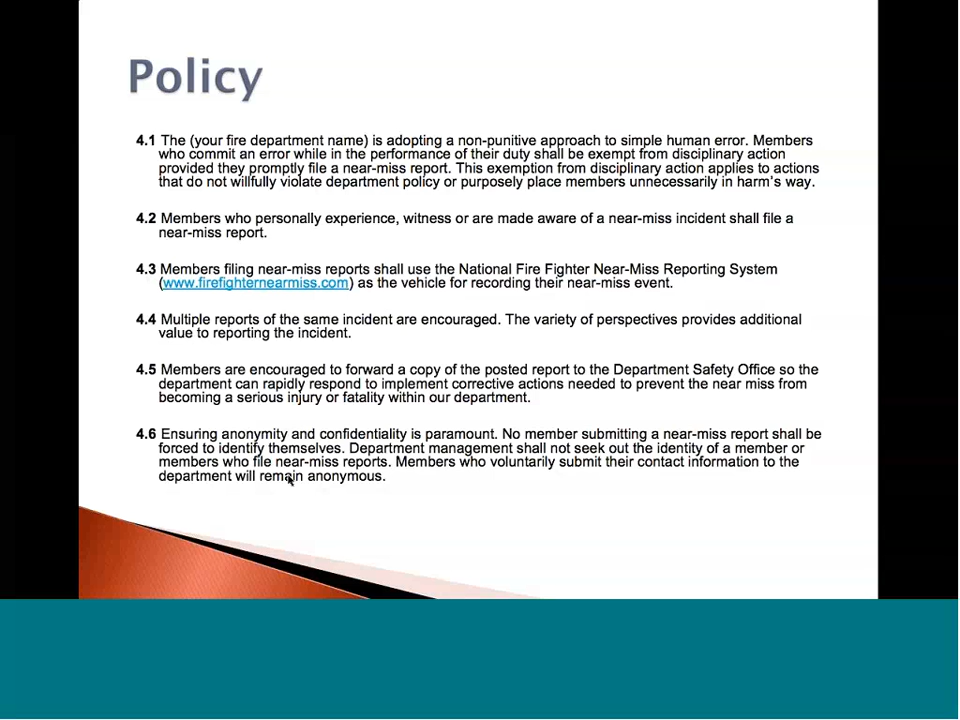 Policy
4.1 The (your fire department name) is adopting a non-punitive approach to simple human error. Members
who commit an error while in the performance of their duty shall be exempt from disciplinary action
provided they promptly file a near-miss report. This exemption from disciplinary action applies to actions
that do not willfully violate department policy or purposely place members unnecessarily in harm's way.
4.2 Members who personally experience, witness or are made aware of a near-miss incident shall file a
near-miss report.
4.3 Members filing near-miss reports shall use the National Fire Fighter Near-Miss Reporting System
(www.firefighternearmiss.com) as the vehicle for recording their near-miss event.
4.4 Multiple reports of the same incident are encouraged. The variety of perspectives provides additional
value to reporting the incident.
4.5 Members are encouraged to forward a copy of the posted report to the Department Safety Office so the
department can rapidly respond to implement corrective actions needed to prevent the near miss from
becoming a serious injury or fatality within our department.
4.6 Ensuring anonymity and confidentiality is paramount. No member submitting a near-miss report shall be
forced to identify themselves. Department management shall not seek out the identity of a member or
members who file near-miss reports. Members who voluntarily submit their contact information to the
department will remain anonymous.